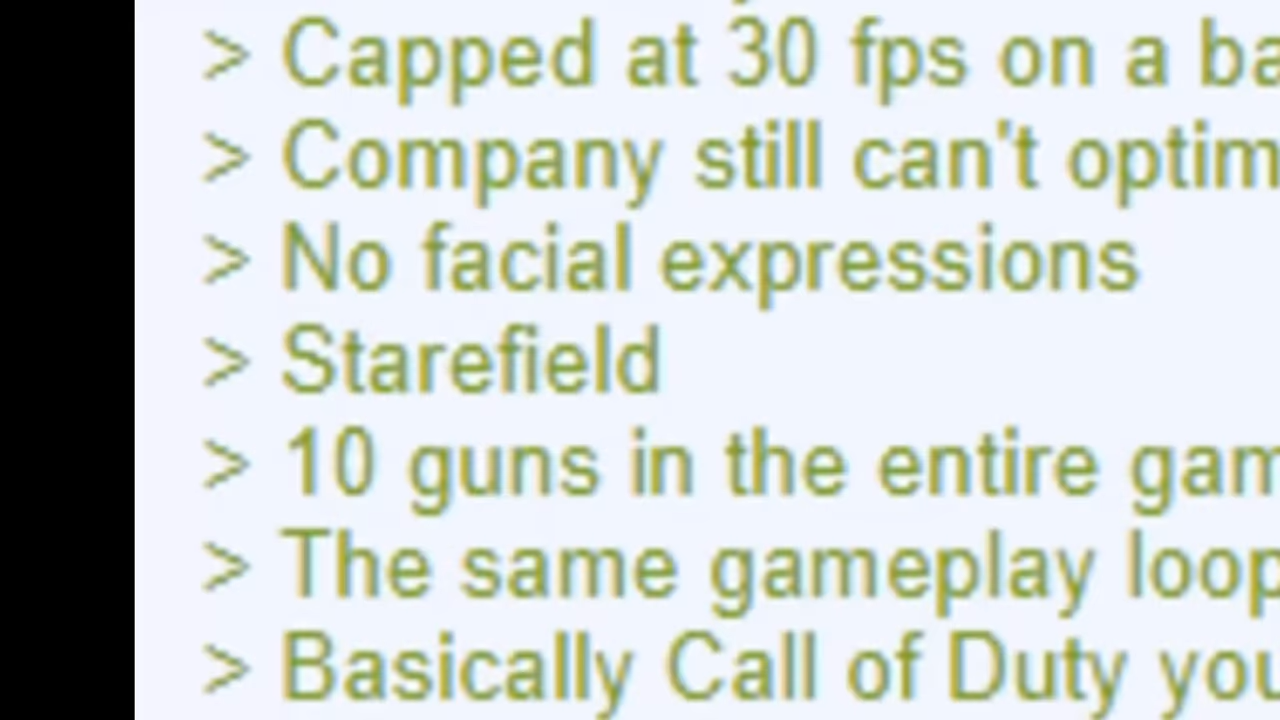 > Capped at 30 fps on a ba
> Company still can't optim
> No facial expressions
> Starefield
> 10 guns in the entire gam
> The same gameplay loop
> Basically Call of Duty you